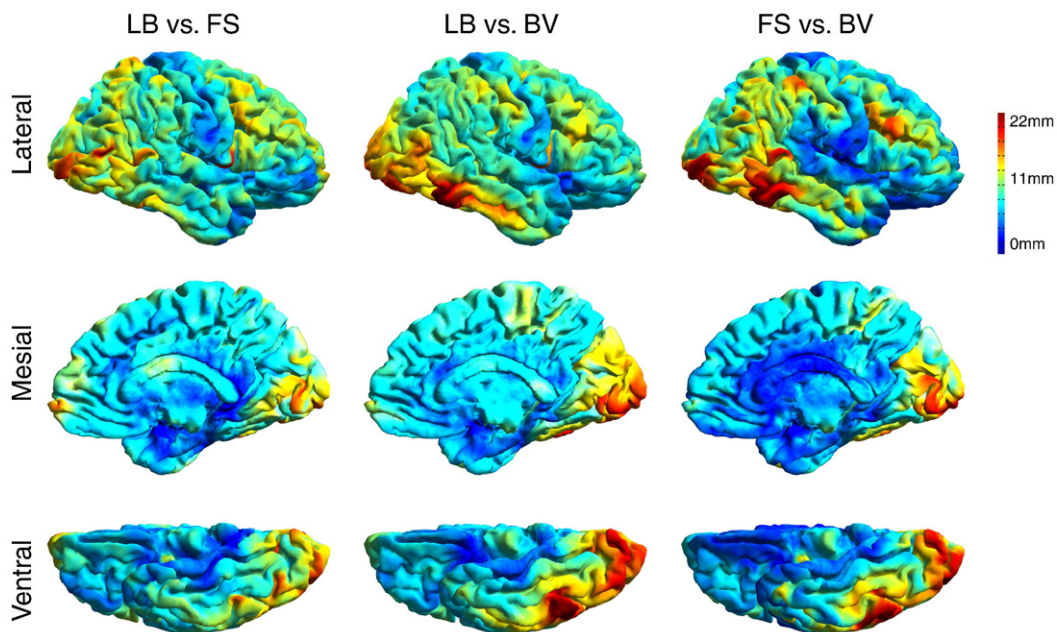 LB vs. FS
LB vs. BV
FS vs. BV
Lateral
22mm
11mm
0mm
Mesial
Ventral